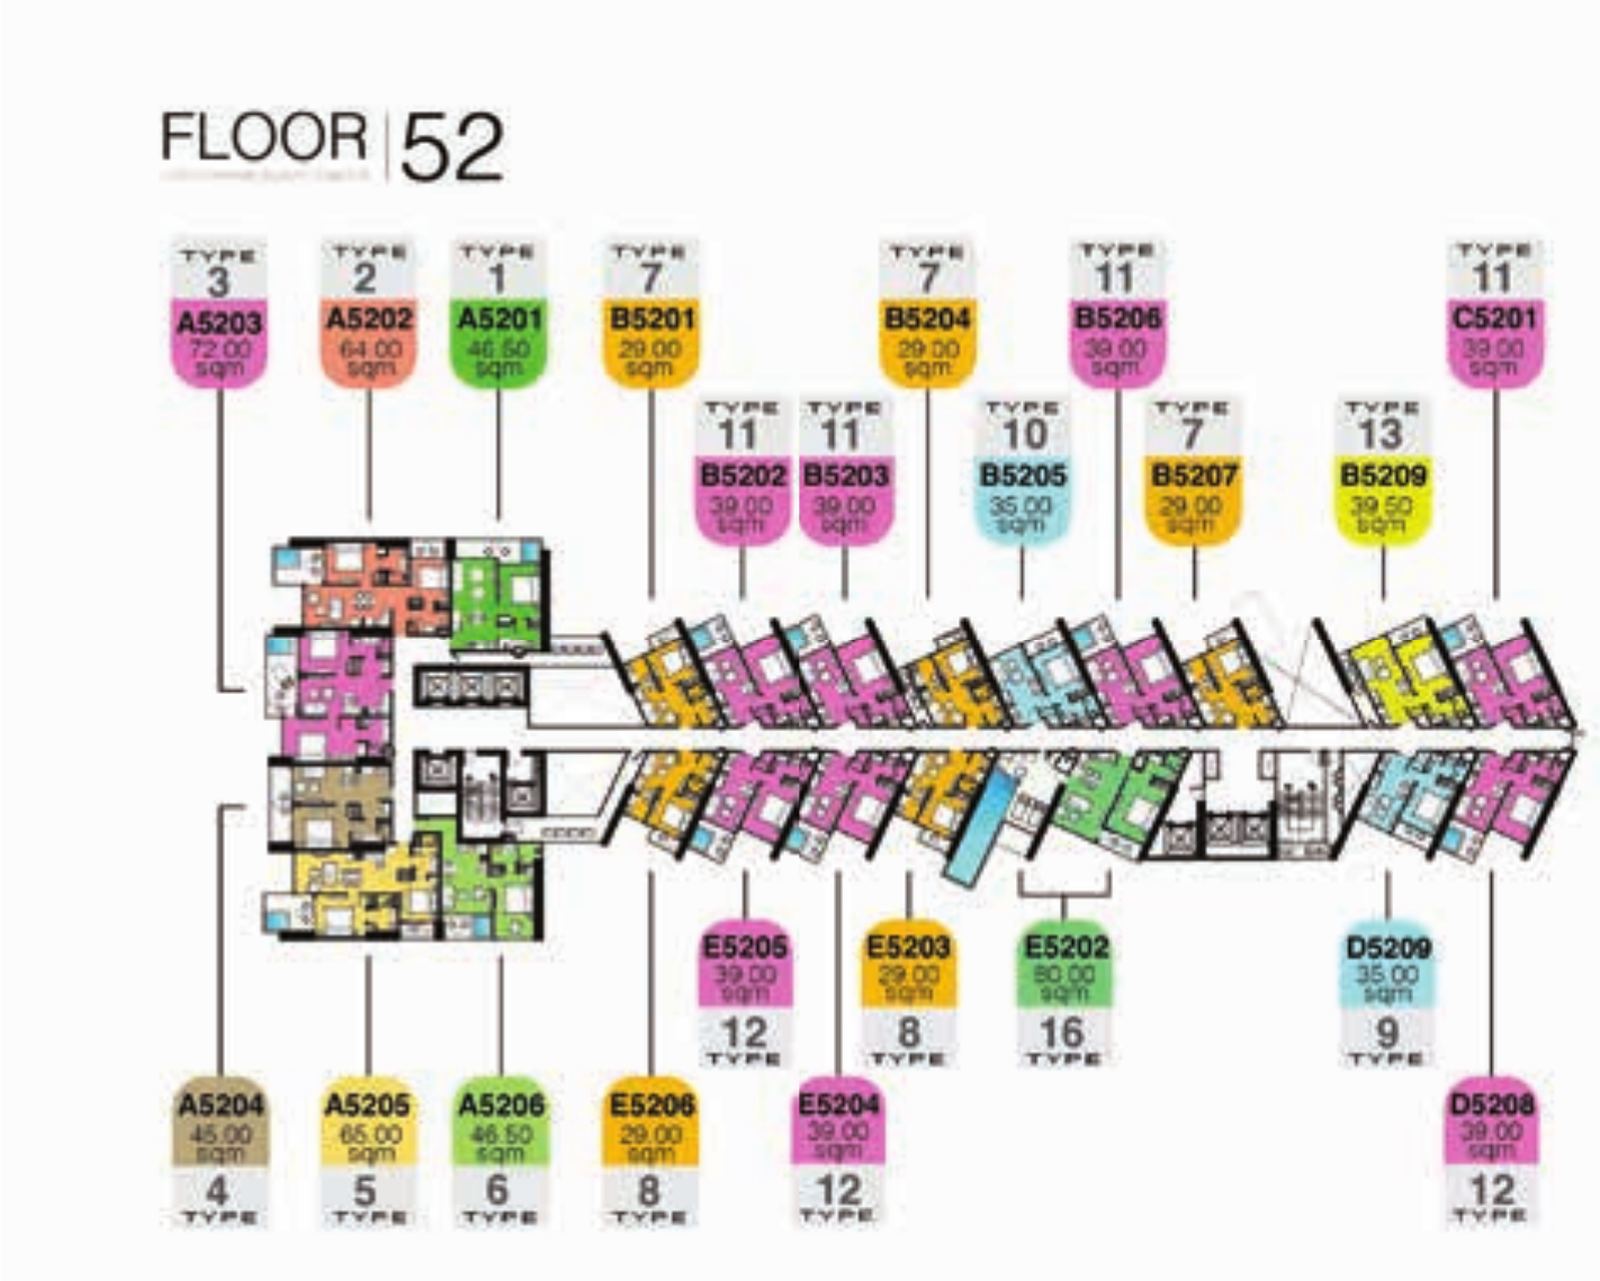 FLOOR 52
TYPE
3
A5203
72.00
sqm
TYPE
2
A5202
64.00
sqm
TYPE
1
A5201
46.50
sqm
TYPE
7
B5201
29.00
sqm
TYPE
7
B5204
29.00
sqm
TYPE
11
B5206
39.00
sqm
TYPE
11
C5201
39.00
sqm
TYPE
11
B5202
39.00
sqm
TYPE
11
B5203
39.00
sqm
TYPE
10
B5205
35.00
sqm
TYPE
7
B5207
29.00
sqm
TYPE
13
B5209
39.50
sqm
E5205
39.00
sqm
12
TYPE
E5203
29.00
sqm
8
TYPE
E5202
80.00
sqm
16
TYPE
D5209
35.00
sqm
9
TYPE
A5204
45.00
sqm
4
TYPE
A5205
65.00
sqm
5
TYPE
A5206
46.50
sqm
6
TYPE
E5206
29.00
sqm
8
TYPE
E5204
39.00
sqm
12
TYPE
D5208
39.00
sqm
12
TYPE